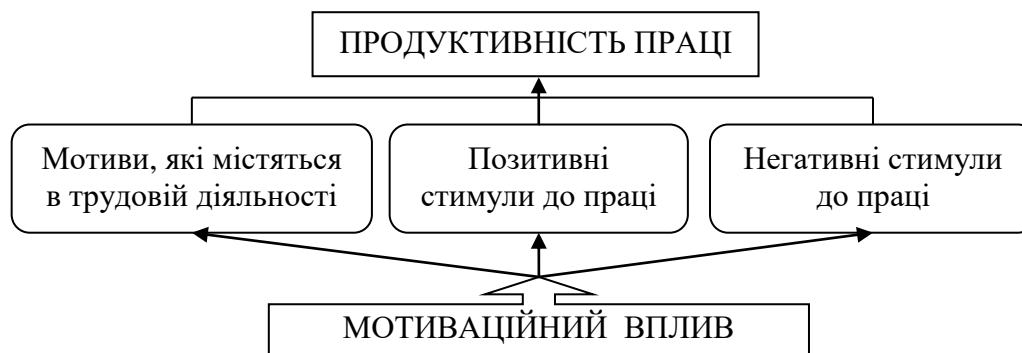 ПРОДУКТИВНІСТЬ ПРАЦІ
Мотиви, які містяться
в трудовій діяльності
Позитивні
стимули до праці
Негативні стимули
до праці
МОТИВАЦІЙНИЙ ВПЛИВ